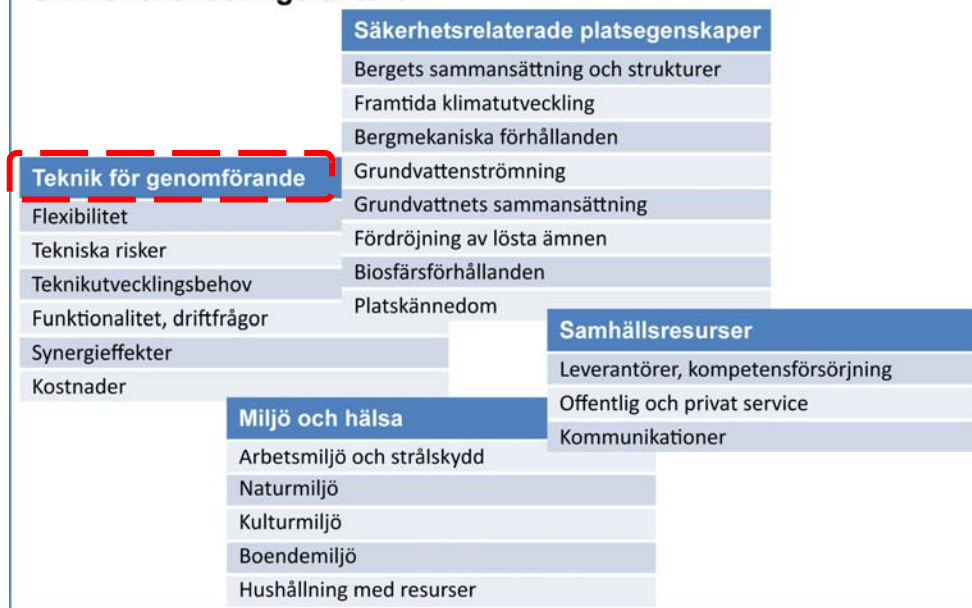 Säkerhetsrelaterade platsegenskaper
Bergets sammansättning och strukturer
Framtida klimatutveckling
Bergmekaniska förhållanden
Grundvattenströmning
Grundvattnets sammansättning
Fördröjning av lösta ämnen
Biosfärsförhållanden
Platskännedom
Teknik för genomförande
Flexibilitet
Tekniska risker
Teknikutvecklingsbehov
Funktionalitet, driftfrågor
Synergieffekter
Kostnader
Samhällsresurser
Leverantörer, kompetensförsörjning
Offentlig och privat service
Kommunikationer
Miljö och hälsa
Arbetsmiljö och strålskydd
Naturmiljö
Kulturmiljö
Boendemiljö
Hushållning med resurser